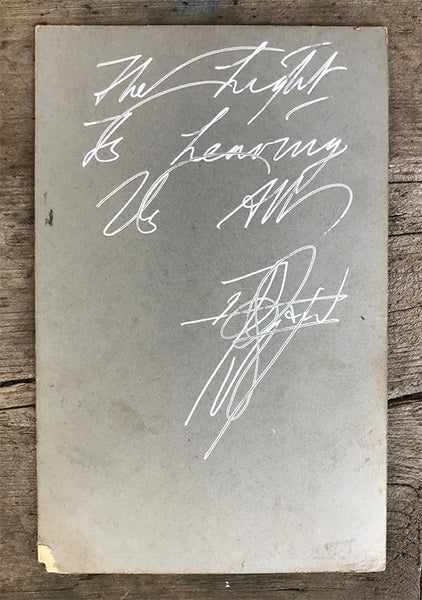 The Light
Is Leaving
Us All